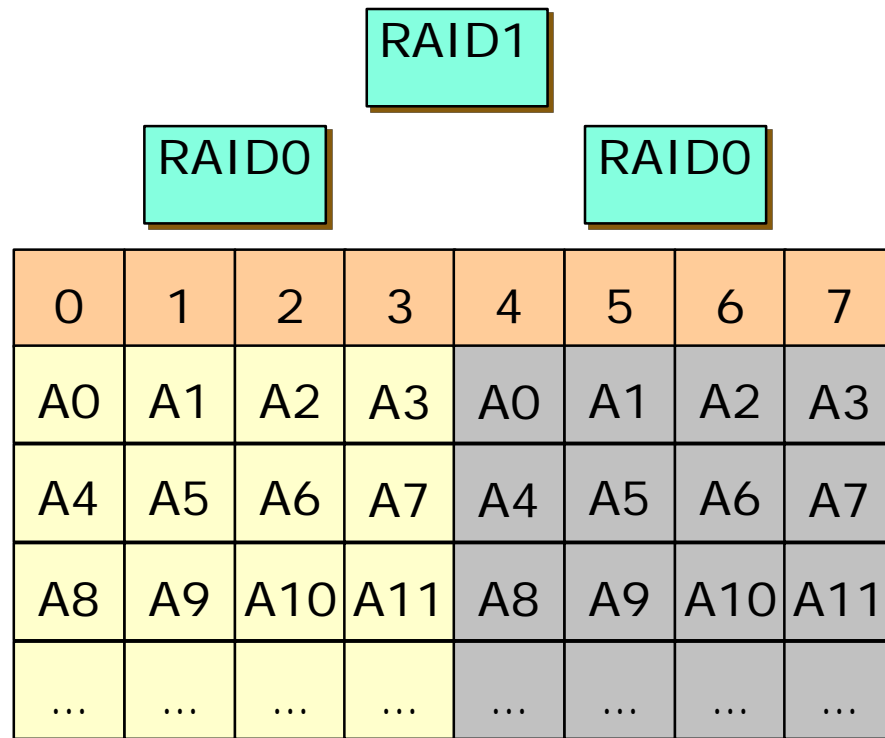 RAID1
RAID0 RAID0
0 1 2 3 4 5 6 7
A0 A1 A2 A3 A0 A1 A2 A3
A4 A5 A6 A7 A4 A5 A6 A7
A8 A9 A10 A11 A8 A9 A10 A11
... ... ... ... ... ... ... ...